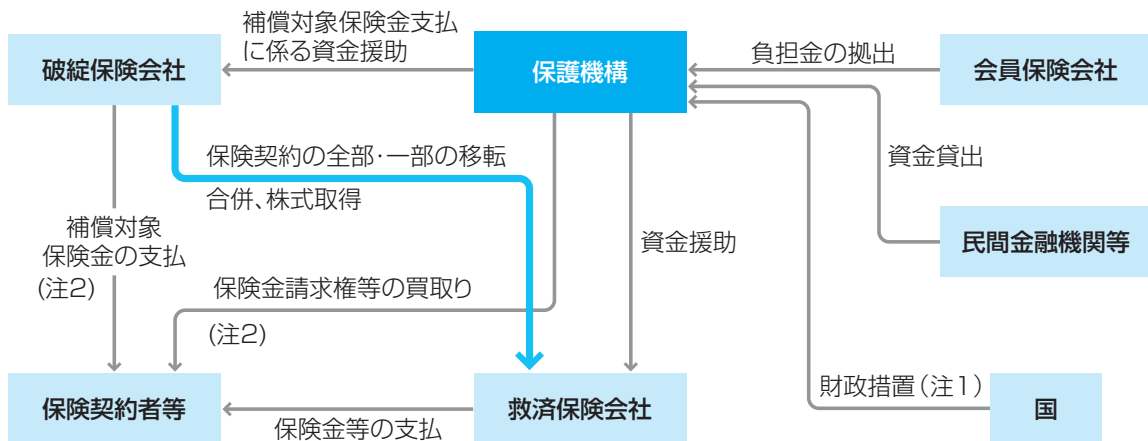 補償対象保険金支払
に係る資金援助
破綻保険会社
保護機構
負担金の拠出
会員保険会社
保険契約の全部・一部の移転
合併、株式取得
資金貸出
補償対象
保険金の支払
(注2)
資金援助
民間金融機関等
保険金請求権等の買取り
(注2)
保険契約者等
保険金等の支払
救済保険会社
財政措置(注1)
国